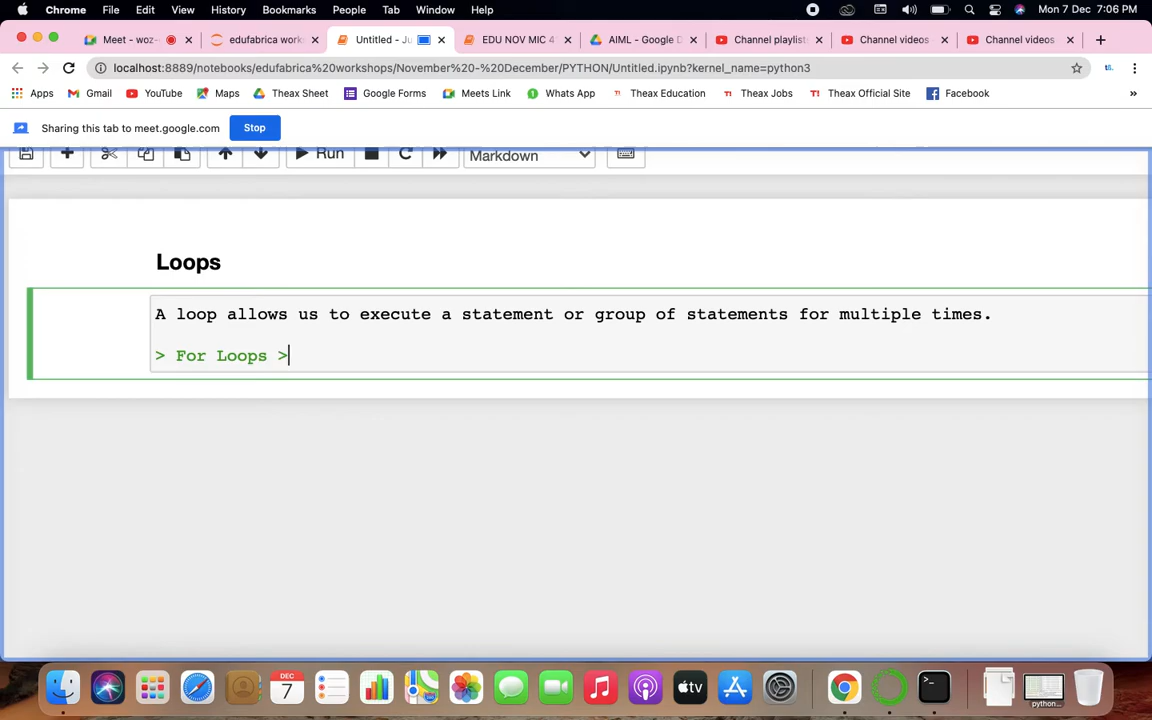 Chrome File Edit View History Bookmarks People Tab Window Help Mon 7 Dec 7:06 PM
Meet - woz- edufabrica work Untitled - Ju EDU NOV MIC 4 AIML - Google D Channel playlist Channel videos - Channel videos -
localhost:8889/notebooks/edufabrica%20workshops/November%20-%20December/PYTHON/Untitled.ipynb?kernel_name=python3
Apps Gmail YouTube Maps Theax Sheet Google Forms Meets Link Whats App Theax Education Theax Jobs Theax Official Site Facebook »
Sharing this tab to meet.google.com Stop
Run Markdown
Loops
A loop allows us to execute a statement or group of statements for multiple times.
> For Loops >
DEC
7
tv
python...